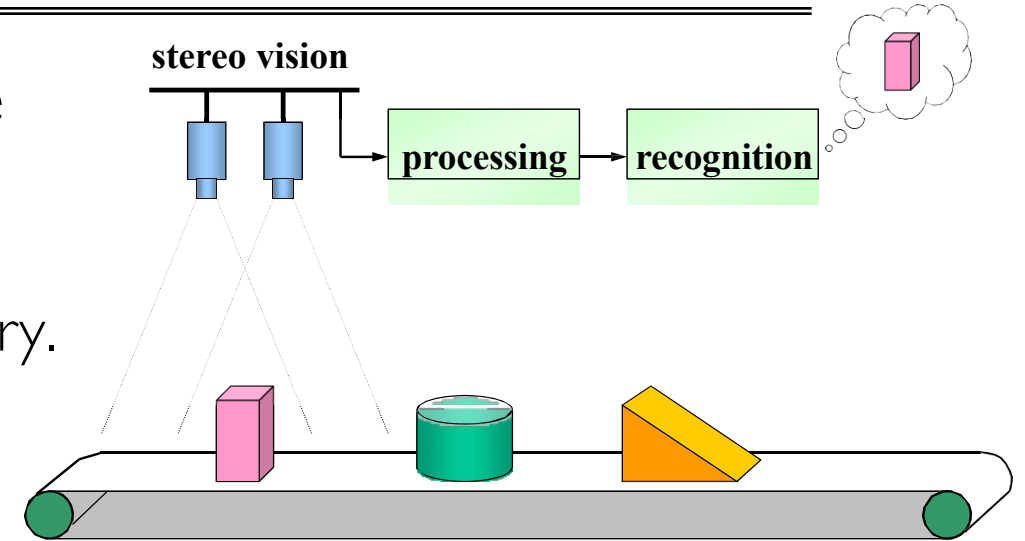 stereo vision
e
processing
recognition
ry.